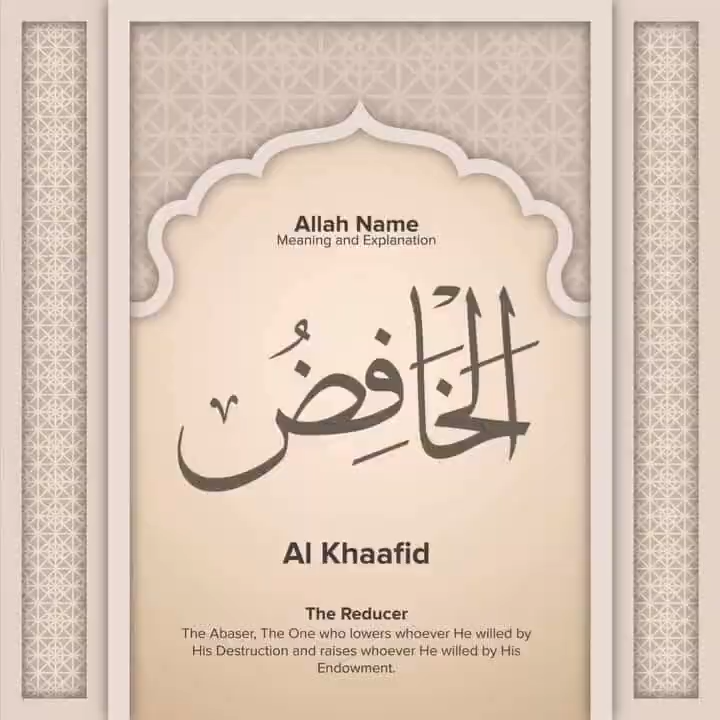 Allah Name
Meaning and Explanation
الْخَافِضُ
Al Khaafid
The Reducer
The Abaser, The One who lowers whoever He willed by
His Destruction and raises whoever He willed by His
Endowment.